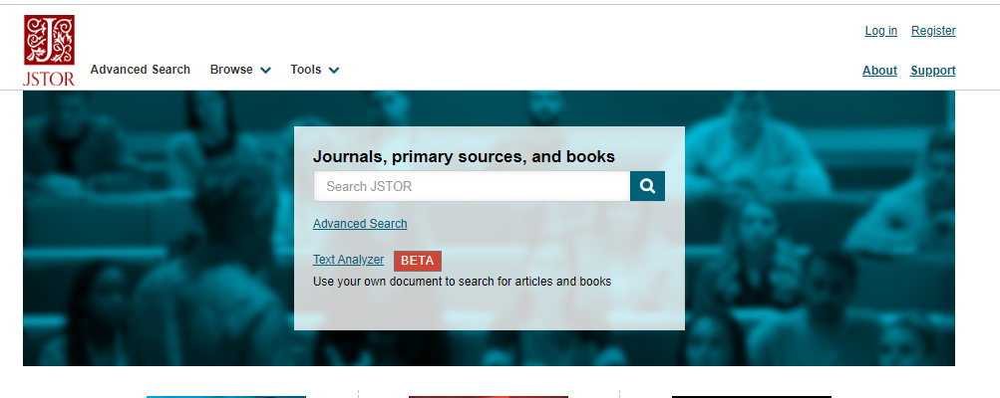 Log in Register
JSTOR
Advanced Search Browse Tools
About Support
Journals, primary sources, and books
Search JSTOR
Advanced Search
Text Analyzer BETA
Use your own document to search for articles and books